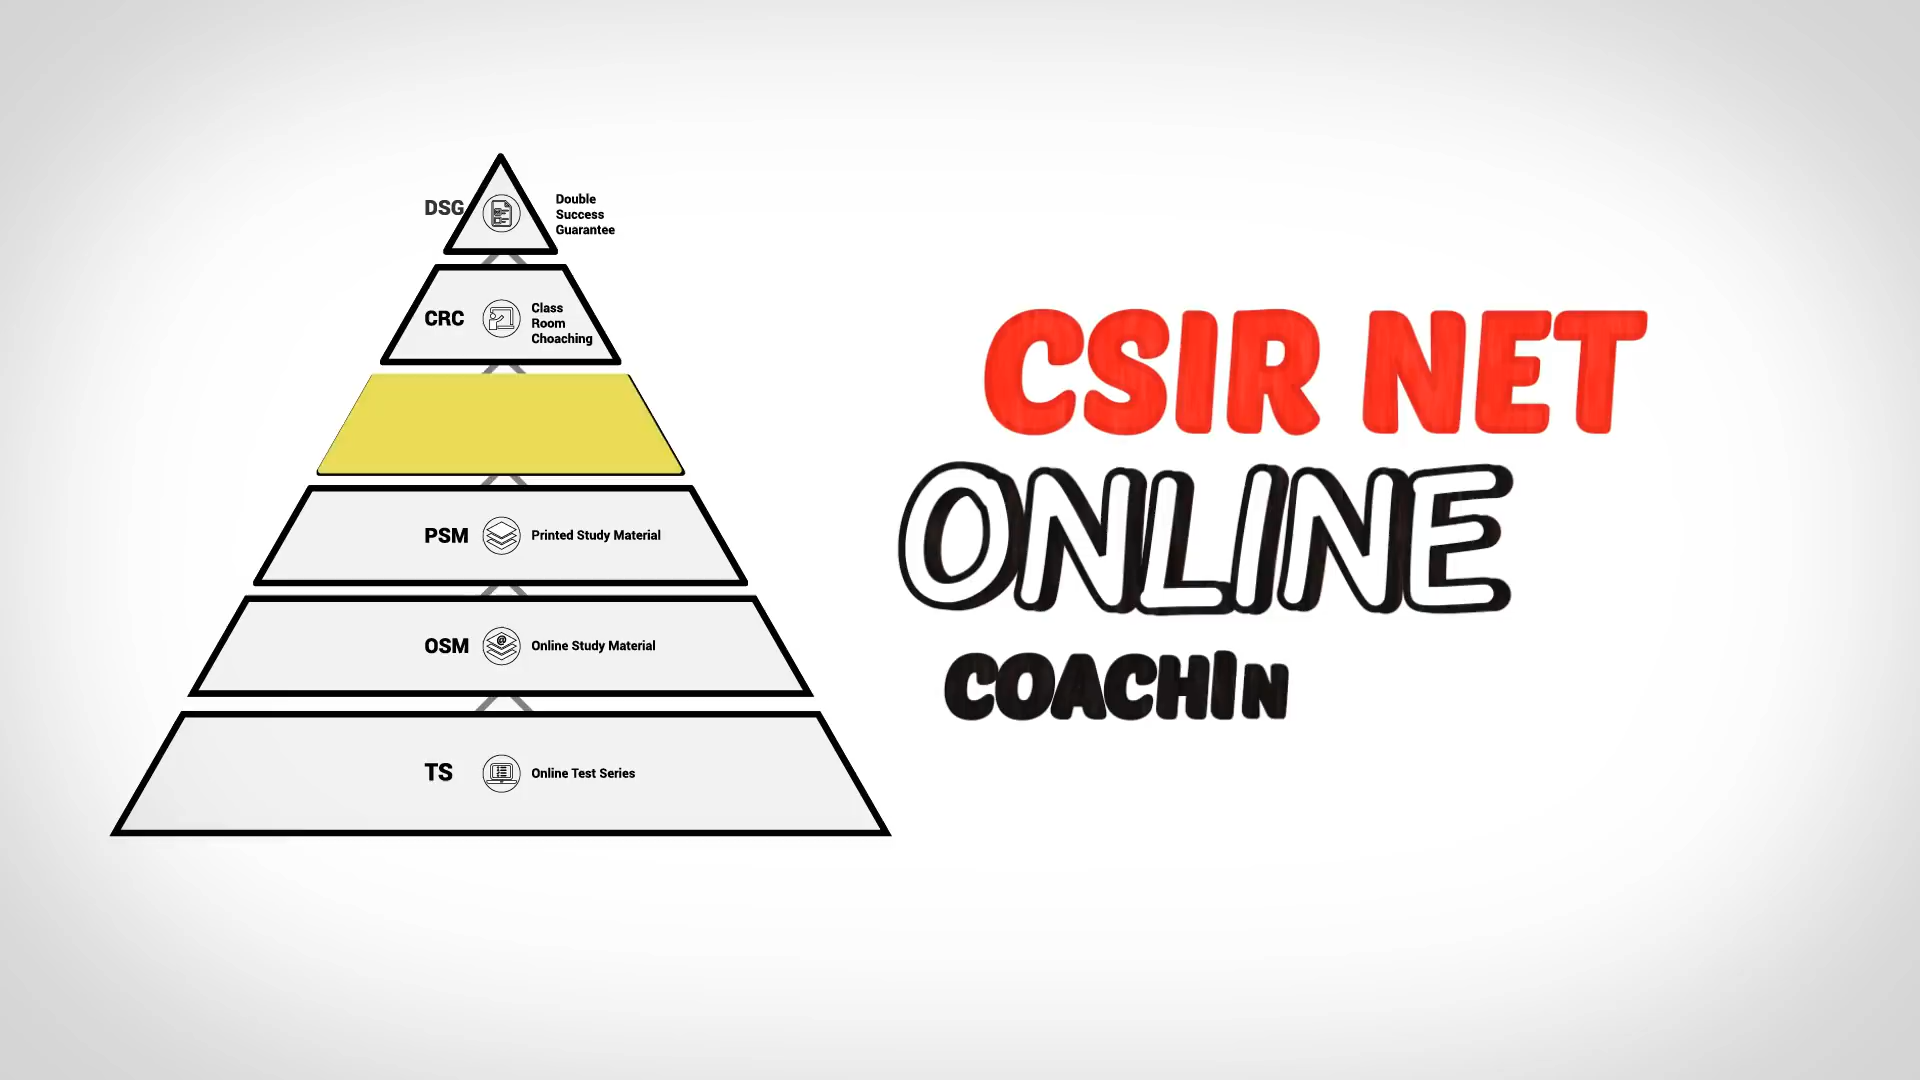 DSG
Double
Success
Guarantee
CRC
Class
Room
Choaching
PSM
Printed Study Material
OSM
@
Online Study Material
TS
Online Test Series
CSIR NET
ONLINE
COACHIN